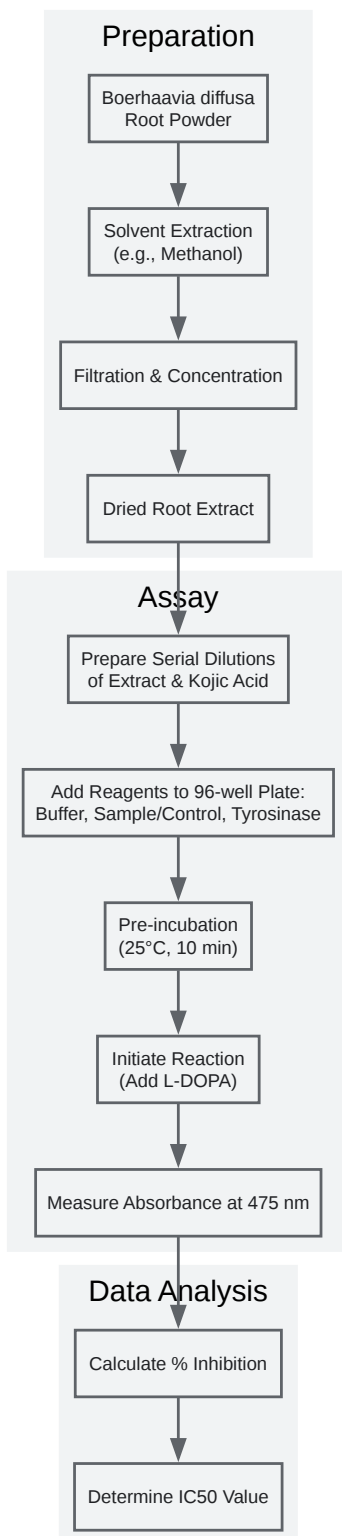 Preparation
Boerhaavia diffusa
Root Powder
Solvent Extraction
(e.g., Methanol)
Filtration & Concentration
Dried Root Extract
Assay
Prepare Serial Dilutions
of Extract & Kojic Acid
Add Reagents to 96-well Plate:
Buffer, Sample/Control, Tyrosinase
Pre-incubation
(25°C, 10 min)
Initiate Reaction
(Add L-DOPA)
Measure Absorbance at 475 nm
Data Analysis
Calculate % Inhibition
Determine IC50 Value